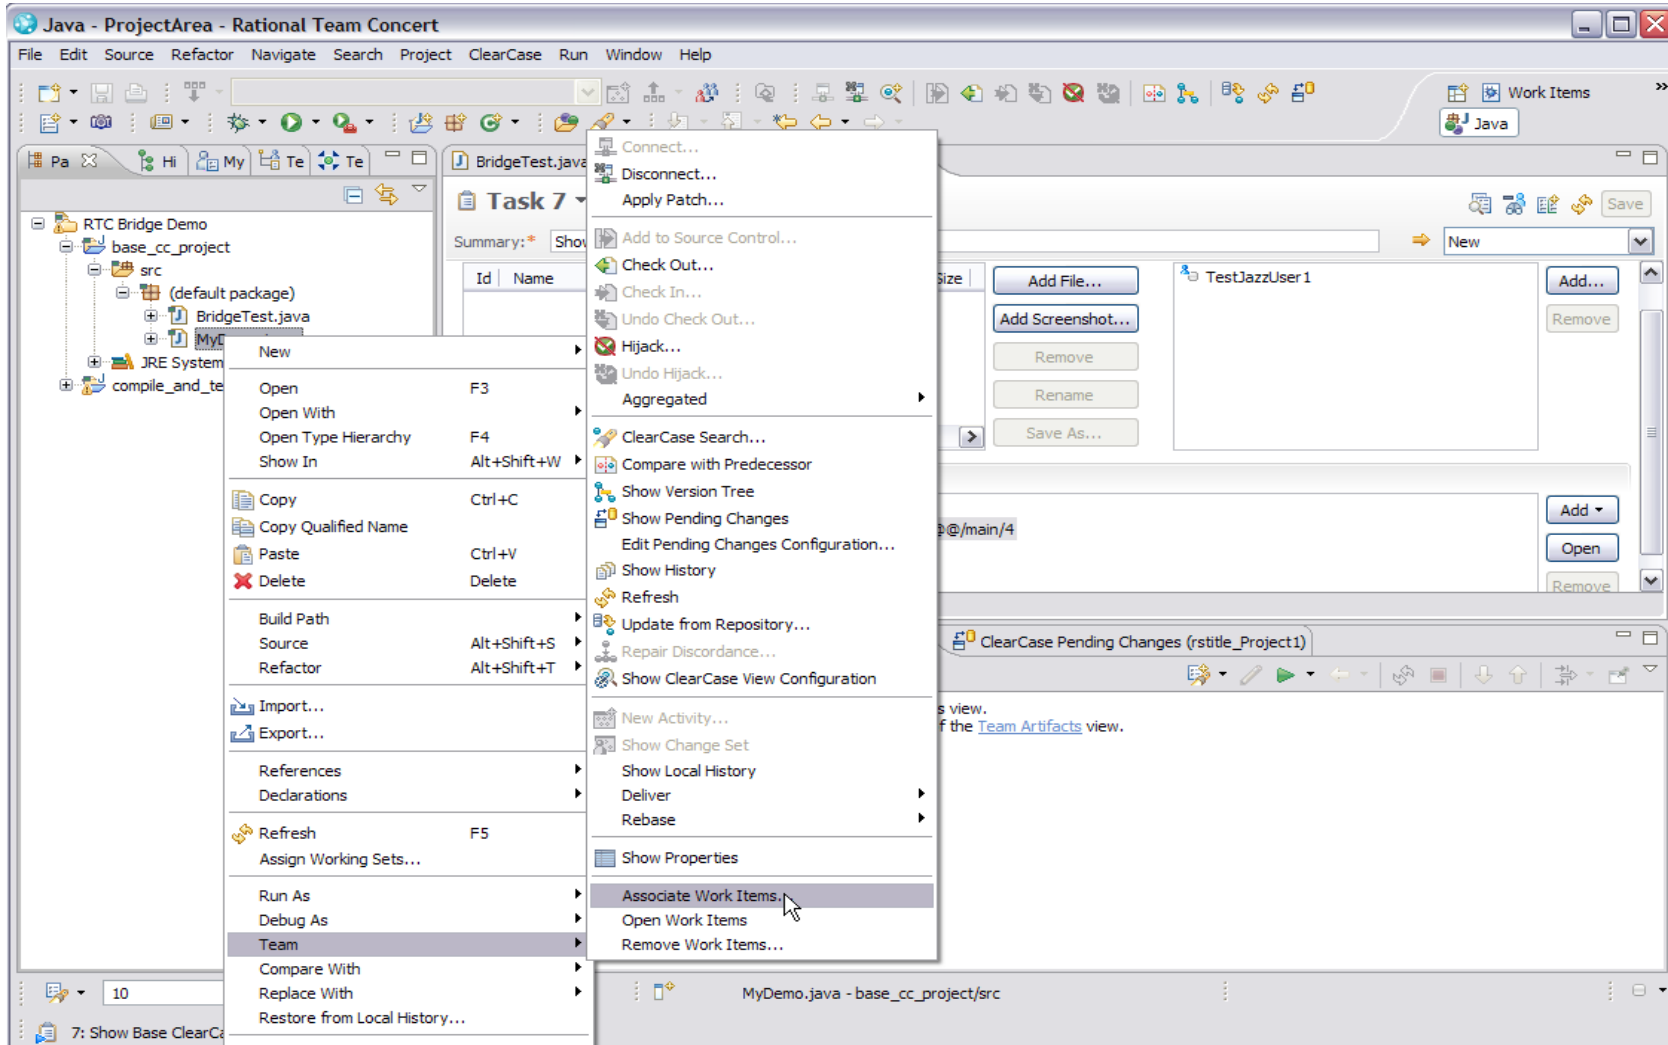 Java - ProjectArea - Rational Team Concert
File Edit Source Refactor Navigate Search Project ClearCase Run Window Help
Work Items
Java
Pa Hi My Te Te
RTC Bridge Demo
base_cc_project
src
(default package)
BridgeTest.java
JRE System
BridgeTest.java
Task 7
Summary:*
New
Save
Id Name
Add File...
Add Screenshot...
Remove
Rename
Save As...
TestJazzUser1
Add...
Remove
@@/main/4
Add
Open
Remove
New
Open F3
Open With
Open Type Hierarchy F4
Show In Alt+Shift+W
Copy Ctrl+C
Copy Qualified Name
Paste Ctrl+V
Delete Delete
Build Path
Source Alt+Shift+S
Refactor Alt+Shift+T
Import...
Export...
References
Declarations
Refresh F5
Assign Working Sets...
Run As
Debug As
Team
Compare With
Replace With
Restore from Local History...
Connect...
Disconnect...
Apply Patch...
Add to Source Control...
Check Out...
Check In...
Undo Check Out...
Hijack...
Undo Hijack...
Aggregated
ClearCase Search...
Compare with Predecessor
Show Version Tree
Show Pending Changes
Edit Pending Changes Configuration...
Show History
Refresh
Update from Repository...
Repair Discordance...
Show ClearCase View Configuration
New Activity...
Show Change Set
Show Local History
Deliver
Rebase
Show Properties
Associate Work Items..
Open Work Items
Remove Work Items...
ClearCase Pending Changes (rstitle_Project1)
s view.
f the Team Artifacts view.
10
MyDemo.java - base_cc_project/src
7: Show Base ClearCa